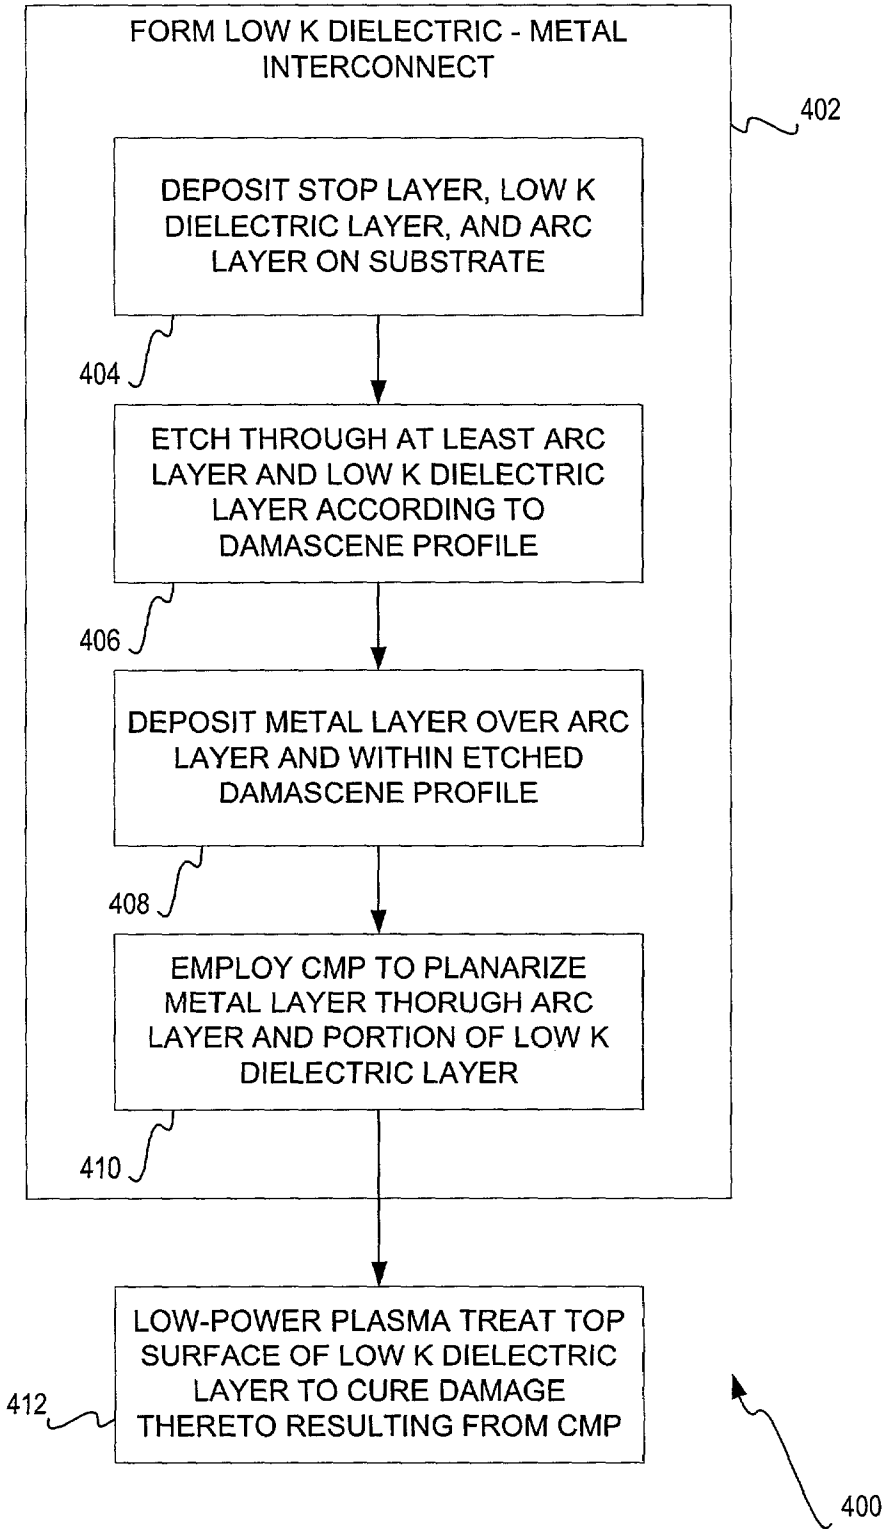 FORM LOW K DIELECTRIC - METAL
INTERCONNECT
402
DEPOSIT STOP LAYER, LOW K
DIELECTRIC LAYER, AND ARC
LAYER ON SUBSTRATE
404
ETCH THROUGH AT LEAST ARC
LAYER AND LOW K DIELECTRIC
LAYER ACCORDING TO
DAMASCENE PROFILE
406
DEPOSIT METAL LAYER OVER ARC
LAYER AND WITHIN ETCHED
DAMASCENE PROFILE
408
EMPLOY CMP TO PLANARIZE
METAL LAYER THORUGH ARC
LAYER AND PORTION OF LOW K
DIELECTRIC LAYER
410
LOW-POWER PLASMA TREAT TOP
SURFACE OF LOW K DIELECTRIC
LAYER TO CURE DAMAGE
THERETO RESULTING FROM CMP
412
400